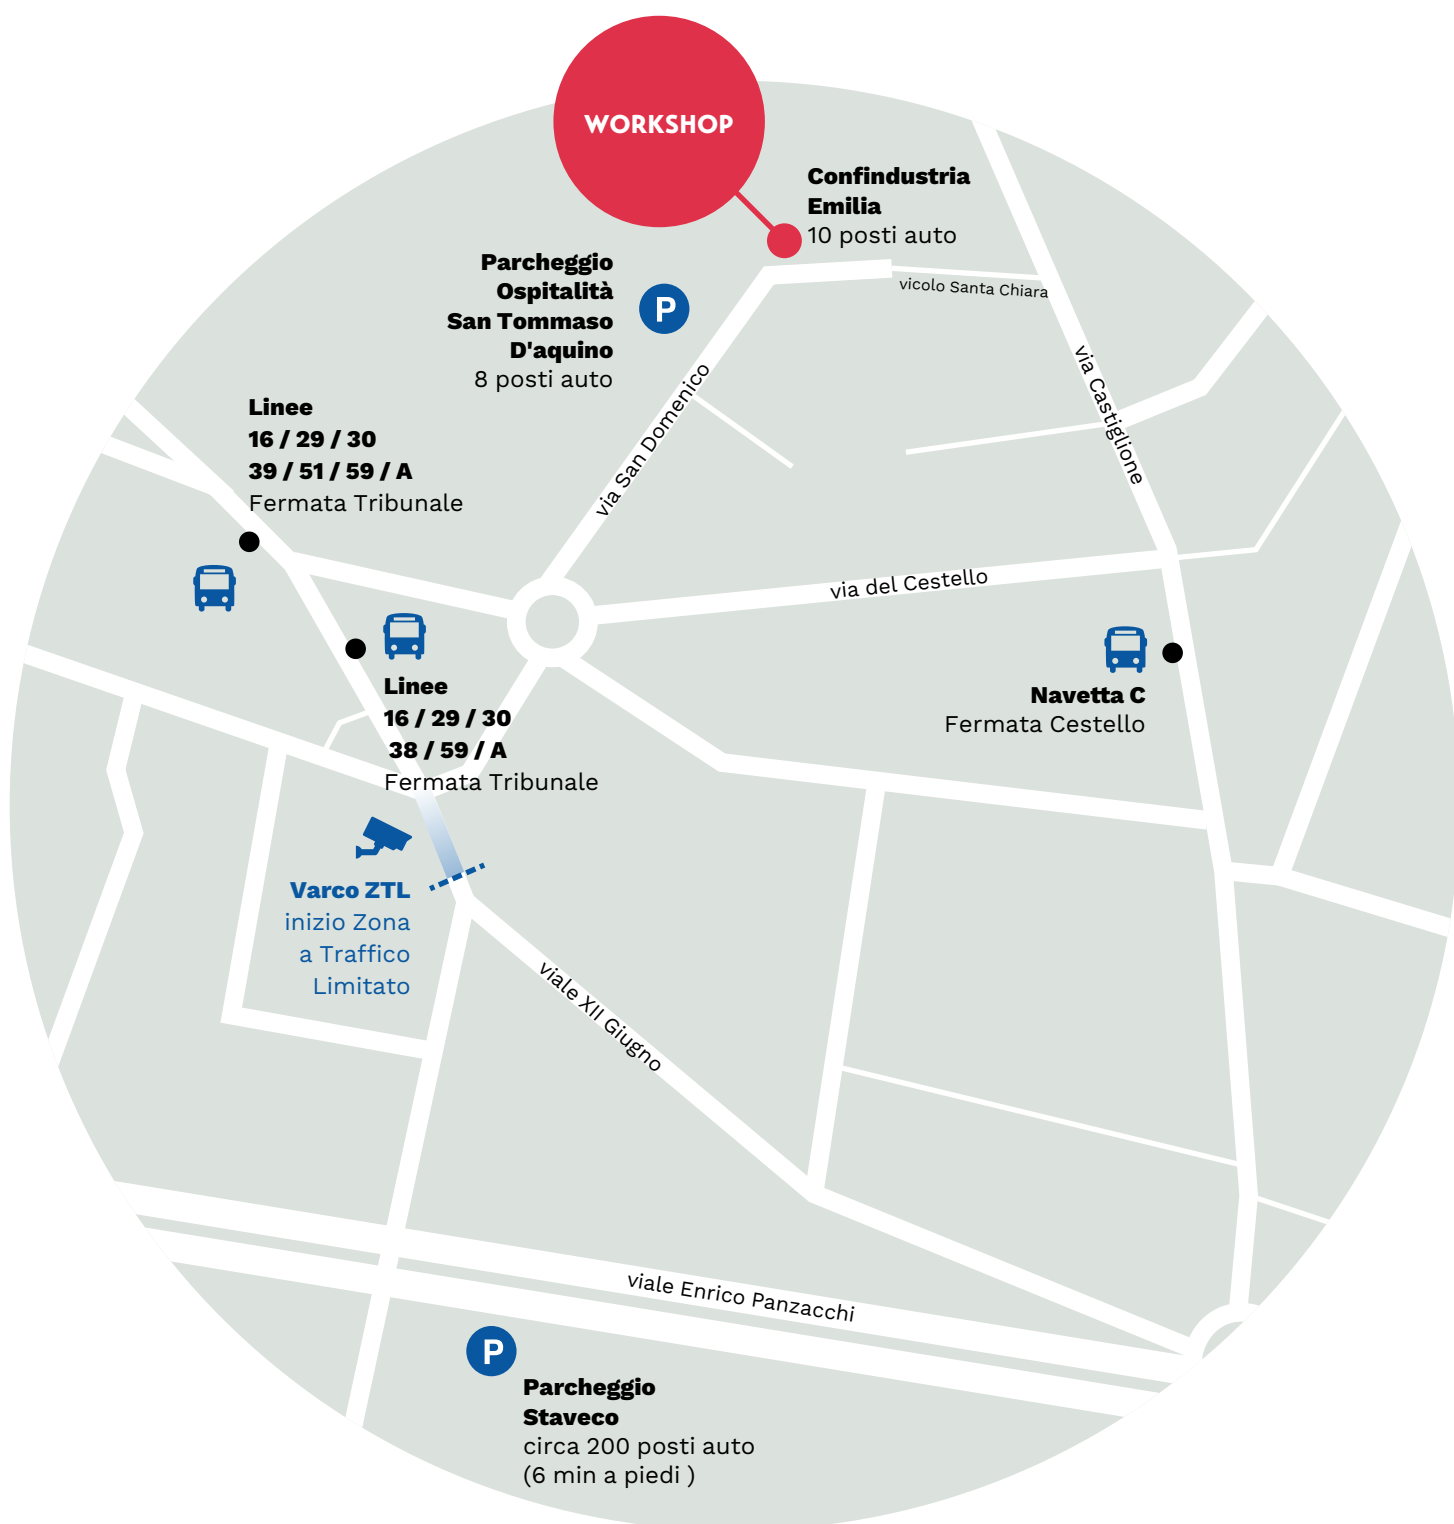 WORKSHOP
Confindustria
Emilia
10 posti auto
vicolo Santa Chiara
Parcheggio
Ospitalità
San Tommaso
D'aquino
8 posti auto
via San Domenico
via Castiglione
Linee
16 / 29 / 30
39 / 51 / 59 / A
Fermata Tribunale
via del Cestello
Linee
16 / 29 / 30
38 / 59 / A
Fermata Tribunale
Navetta C
Fermata Cestello
Varco ZTL
inizio Zona
a Traffico
Limitato
viale XII Giugno
viale Enrico Panzacchi
Parcheggio
Staveco
circa 200 posti auto
(6 min a piedi )
P
P